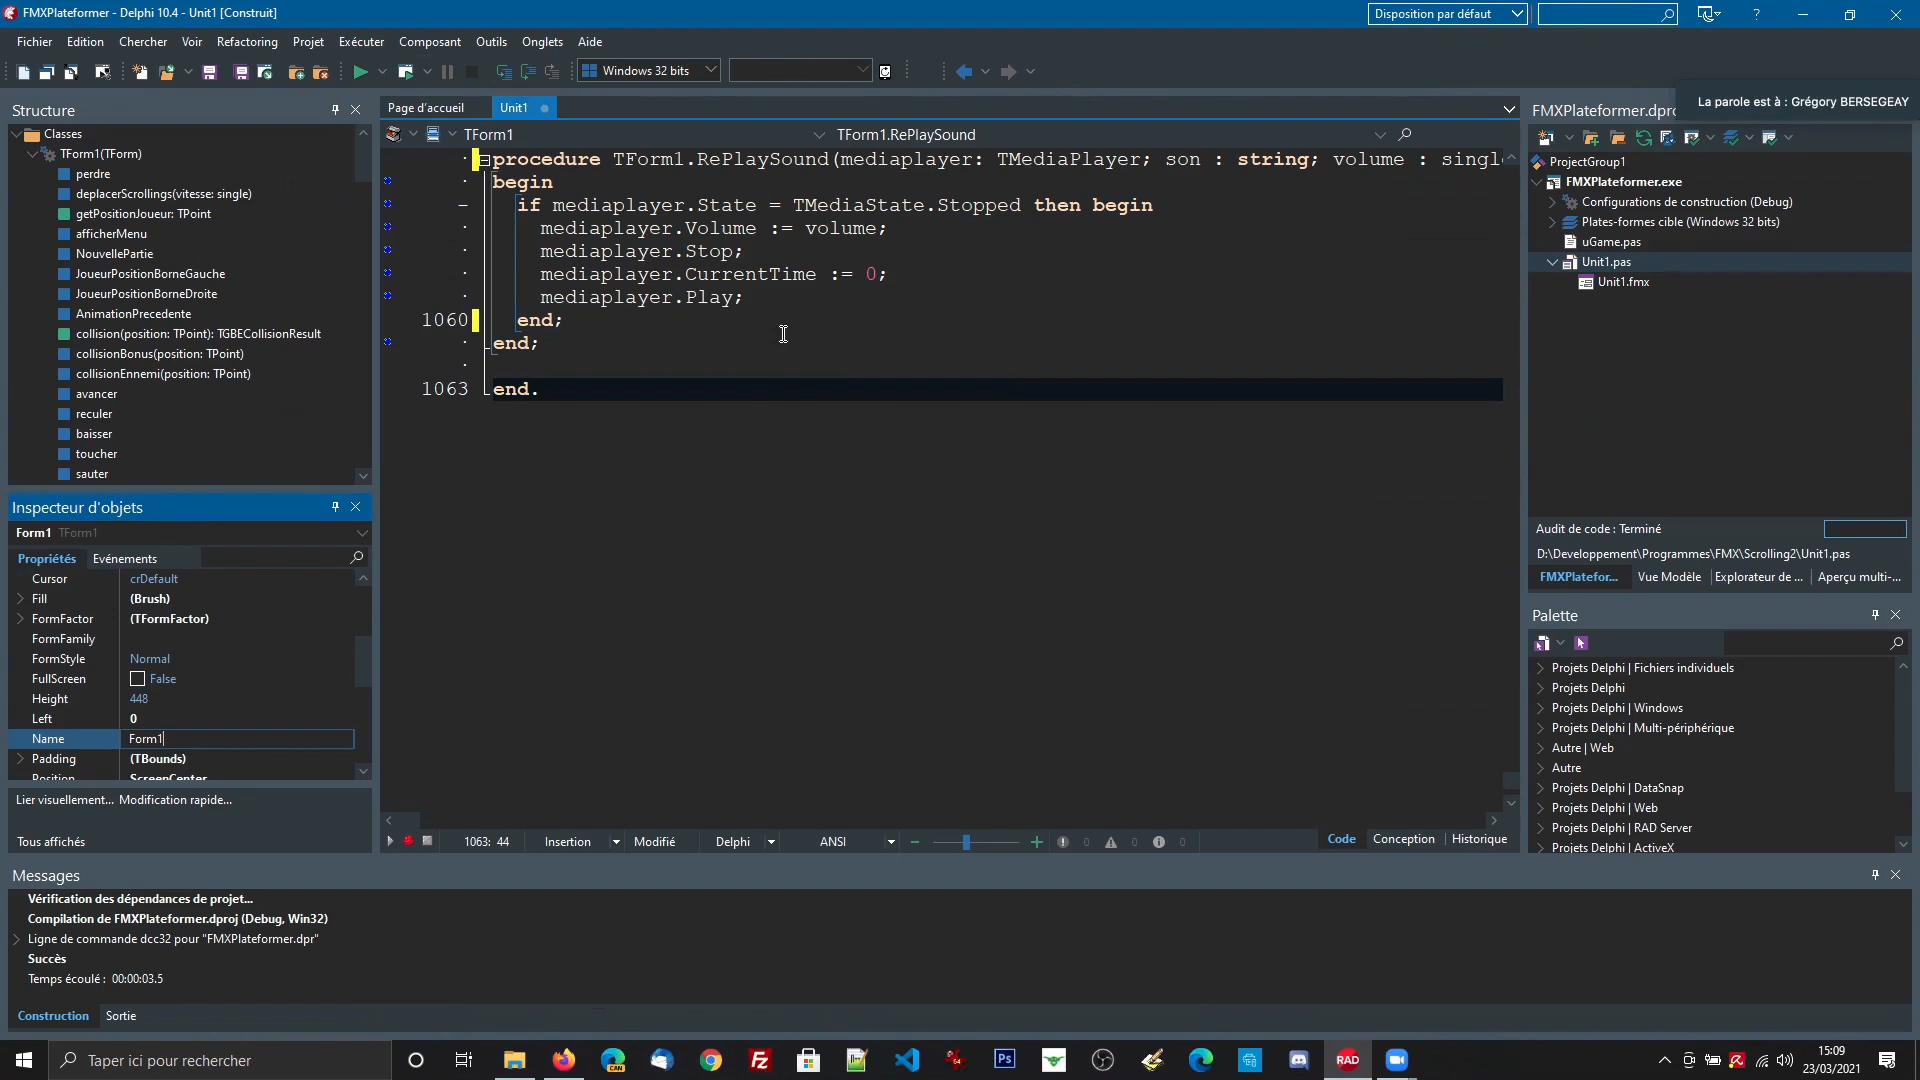 FMXPlateformer - Delphi 10.4 - Unit1 [Construit]
Disposition par défaut
Fichier Edition Chercher Voir Refactoring Projet Exécuter Composant Outils Onglets Aide
Windows 32 bits
La parole est à : Grégory BERSEGEAY
Structure
Classes
TForm1(TForm)
perdre
deplacerScrollings(vitesse: single)
getPositionJoueur: TPoint
afficherMenu
NouvellePartie
JoueurPositionBorneGauche
JoueurPositionBorneDroite
AnimationPrecedente
collision(position: TPoint): TGBECollisionResult
collisionBonus(position: TPoint)
collisionEnnemi(position: TPoint)
avancer
reculer
baisser
toucher
sauter
Inspecteur d'objets
Form1 TForm1
Propriétés Evénements
Cursor crDefault
Fill (Brush)
FormFactor (TFormFactor)
FormFamily
FormStyle Normal
FullScreen False
Height 448
Left 0
Name Form1
Padding (TBounds)
Position ScreenCenter
Lier visuellement... Modification rapide...
Tous affichés
Page d'accueil Unit1
TForm1 TForm1.RePlaySound
procedure TForm1.RePlaySound(mediaplayer: TMediaPlayer; son : string; volume : singl
begin
if mediaplayer.State = TMediaState.Stopped then begin
mediaplayer.Volume := volume;
mediaplayer.Stop;
mediaplayer.CurrentTime := 0;
mediaplayer.Play;
1060 end;
end;
1063 end.
1063: 44 Insertion Modifié Delphi ANSI 0 0 0 Code Conception Historique
FMXPlateformer.dpro
ProjectGroup1
FMXPlateformer.exe
Configurations de construction (Debug)
Plates-formes cible (Windows 32 bits)
uGame.pas
Unit1.pas
Unit1.fmx
Audit de code : Terminé
D:\Developpement\Programmes\FMX\Scrolling2\Unit1.pas
FMXPlatefor... Vue Modèle Explorateur de ... Aperçu multi-...
Palette
Projets Delphi | Fichiers individuels
Projets Delphi
Projets Delphi | Windows
Projets Delphi | Multi-périphérique
Autre | Web
Autre
Projets Delphi | DataSnap
Projets Delphi | Web
Projets Delphi | RAD Server
Projets Delphi | ActiveX
Messages
Vérification des dépendances de projet...
Compilation de FMXPlateformer.dproj (Debug, Win32)
Ligne de commande dcc32 pour "FMXPlateformer.dpr"
Succès
Temps écoulé : 00:00:03.5
Construction Sortie
Taper ici pour rechercher
CAN
Fz
64
Ps
RAD
15:09
23/03/2021